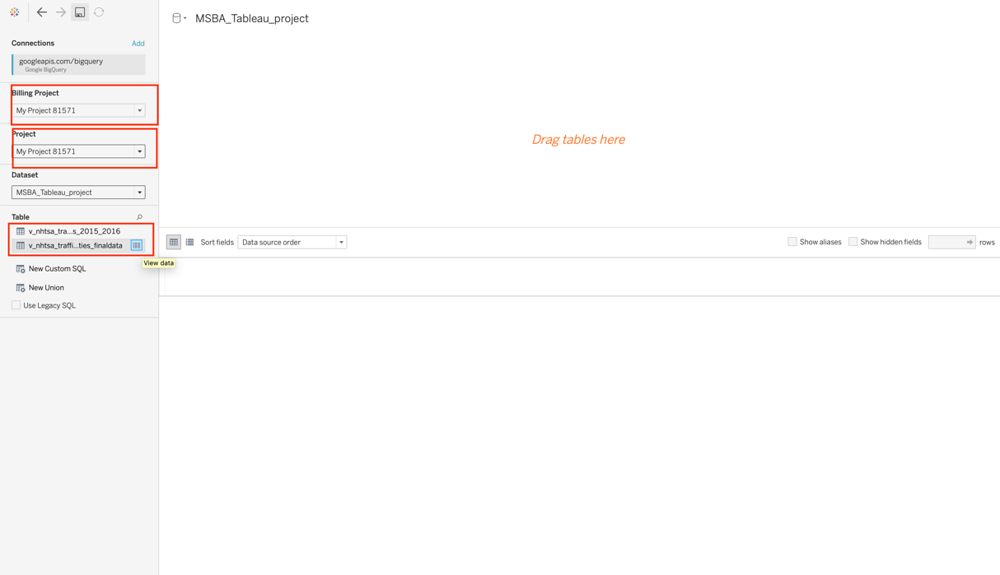 MSBA_Tableau_project
Connections Add
googleapis.com/bigquery
Google BigQuery
Billing Project
My Project 81571
Project
My Project 81571
Dataset
MSBA_Tableau_project
Table
v_nhtsa_tra...s_2015_2016
v_nhtsa_traffi...ties_finaldata
View data
New Custom SQL
New Union
Use Legacy SQL
Drag tables here
Sort fields Data source order Show aliases Show hidden fields rows